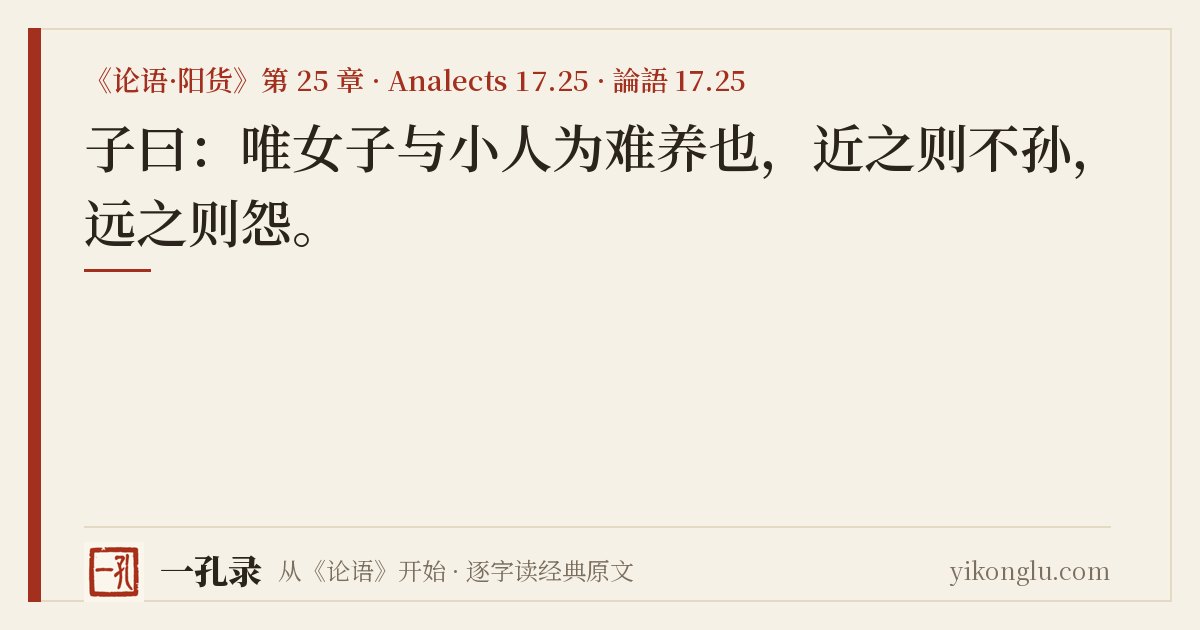 《论语·阳货》第 25 章 · Analects 17.25 · 論語 17.25
子曰：唯女子与小人为难养也，近之则不孙，
远之则怨。
一孔
一孔录 从《论语》开始 · 逐字读经典原文 yikonglu.com